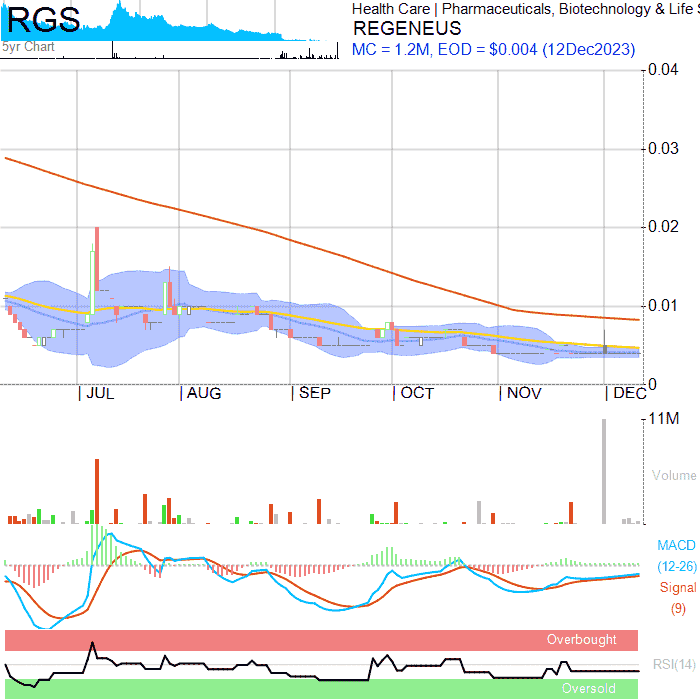 RGS
5yr Chart
Health Care | Pharmaceuticals, Biotechnology & Life S
REGENEUS
MC = 1.2M, EOD = $0.004 (12Dec2023)
0.04
0.03
0.02
0.01
0
JUL AUG SEP OCT NOV DEC
11M
Volume
MACD
(12-26)
Signal
(9)
Overbought
RSI(14)
Oversold